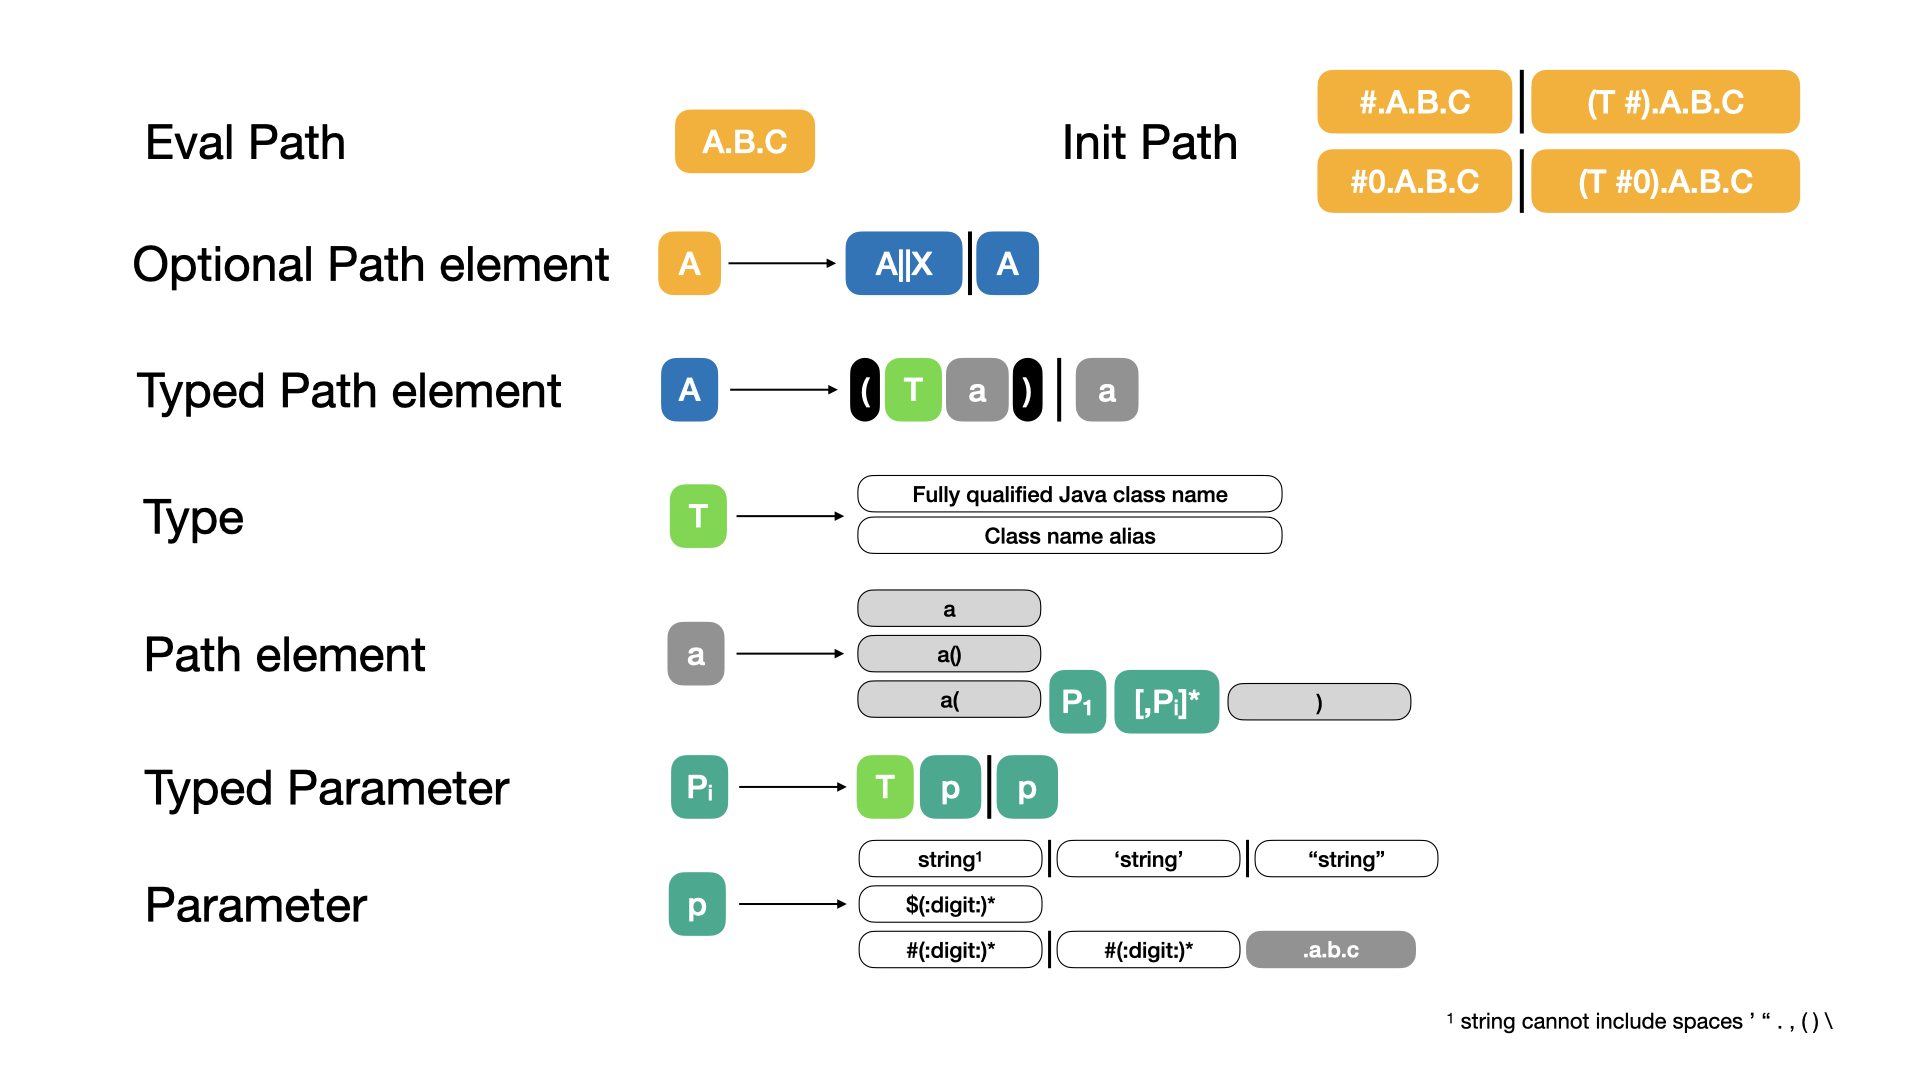 Eval Path A.B.C Init Path #.A.B.C (T #).A.B.C
#0.A.B.C (T #0).A.B.C
Optional Path element A A||X A
Typed Path element A ( T a ) a
Type T Fully qualified Java class name
Class name alias
Path element a a
a()
a( P₁ [,Pᵢ]* )
Typed Parameter Pᵢ T p p
Parameter p string¹ ‘string’ “string”
$(:digit:)*
#(:digit:)* #(:digit:)* .a.b.c
¹ string cannot include spaces ’ “ . , ( ) \